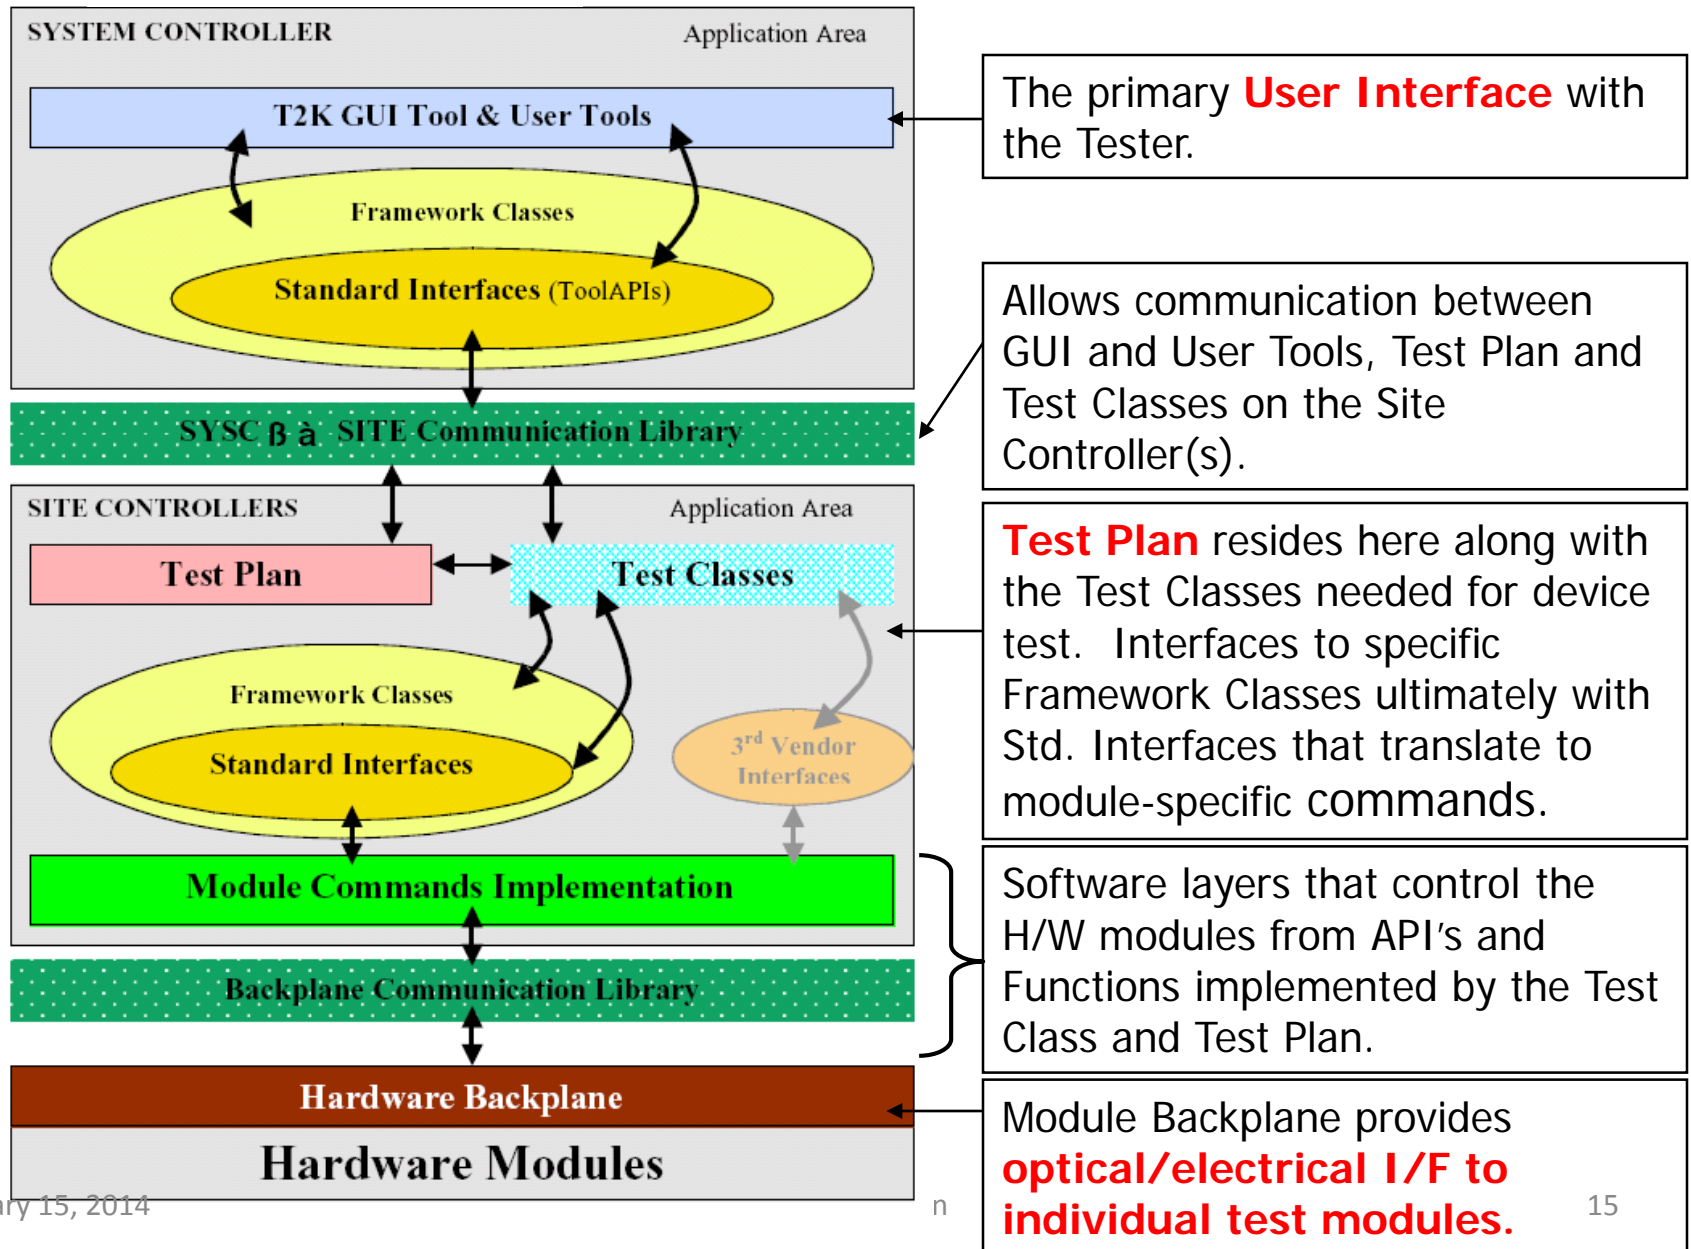 SYSTEM CONTROLLER
Application Area
T2K GUI Tool & User Tools
Framework Classes
Standard Interfaces (ToolAPIs)
SYSC ß à SITE Communication Library
SITE CONTROLLERS
Application Area
Test Plan
Test Classes
Framework Classes
Standard Interfaces
3rd Vendor
Interfaces
Module Commands Implementation
Backplane Communication Library
Hardware Backplane
Hardware Modules
The primary User Interface with
the Tester.
Allows communication between
GUI and User Tools, Test Plan and
Test Classes on the Site
Controller(s).
Test Plan resides here along with
the Test Classes needed for device
test. Interfaces to specific
Framework Classes ultimately with
Std. Interfaces that translate to
module-specific commands.
Software layers that control the
H/W modules from API's and
Functions implemented by the Test
Class and Test Plan.
Module Backplane provides
optical/electrical I/F to
individual test modules.
ary 15, 2014
n
15